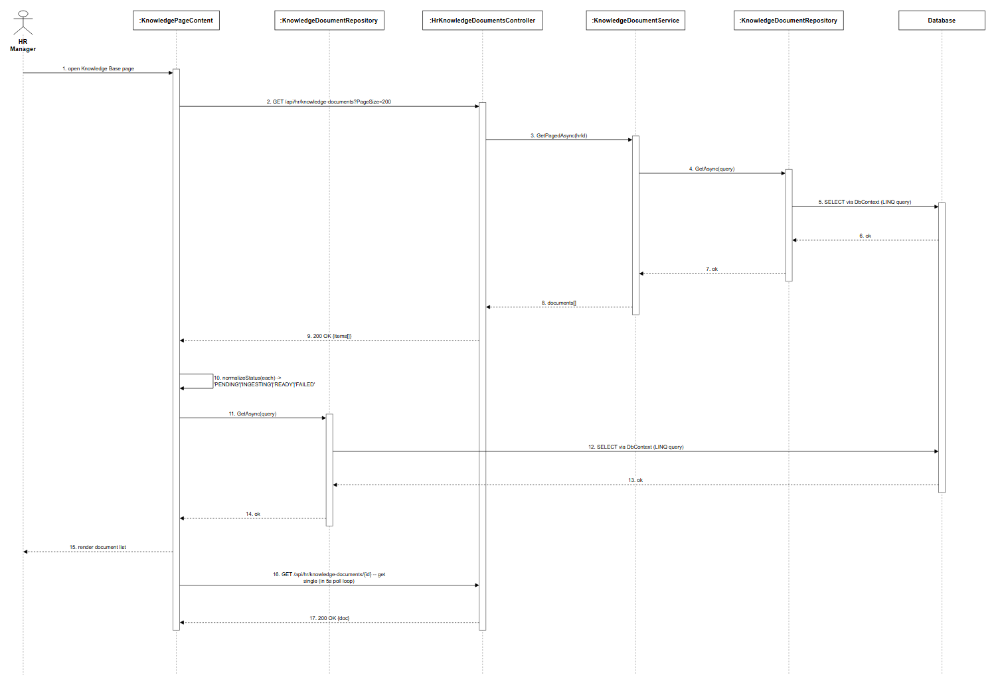 :KnowledgePageContent
:KnowledgeDocumentRepository
:HrKnowledgeDocumentsController
:KnowledgeDocumentService
:KnowledgeDocumentRepository
Database
HR
Manager
1. open Knowledge Base page
2. GET /api/hr/knowledge-documents?PageSize=200
3. GetPagedAsync(hrId)
4. GetAsync(query)
5. SELECT via DbContext (LINQ query)
6. ok
7. ok
8. documents[]
9. 200 OK {items[]}
10. normalizeStatus(each) ->
'PENDING'|'INGESTING'|'READY'|'FAILED'
11. GetAsync(query)
12. SELECT via DbContext (LINQ query)
13. ok
14. ok
15. render document list
16. GET /api/hr/knowledge-documents/{id} -- get
single (in 5s poll loop)
17. 200 OK {doc}